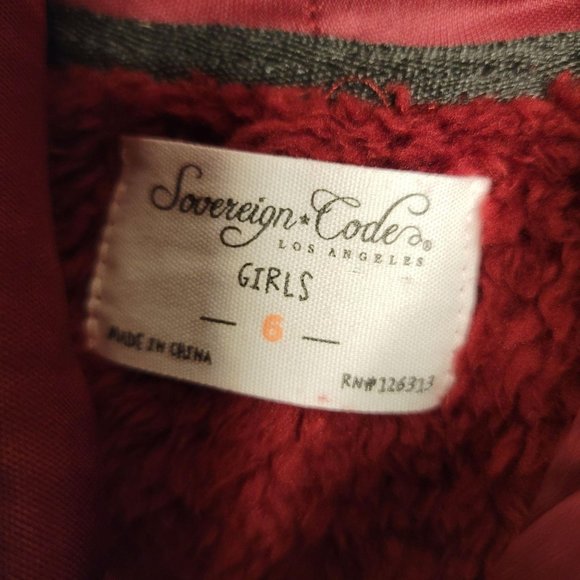 Sovereign★Code®
LOS ANGELES
GIRLS
— 6 —
MADE IN CHINA
RN#126313